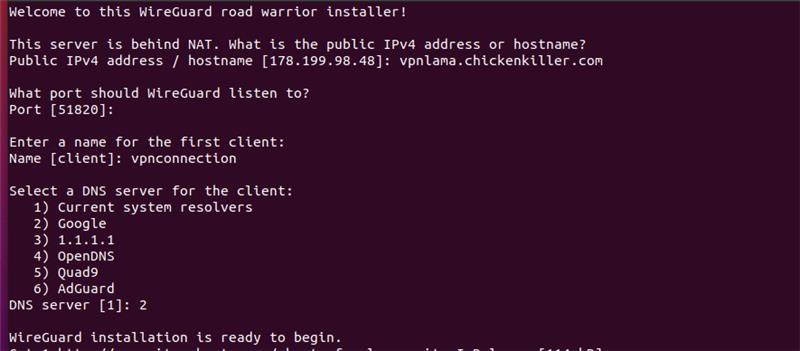 Welcome to this WireGuard road warrior installer!
This server is behind NAT. What is the public IPv4 address or hostname?
Public IPv4 address / hostname [178.199.98.48]: vpnlama.chickenkiller.com
What port should WireGuard listen to?
Port [51820]:
Enter a name for the first client:
Name [client]: vpnconnection
Select a DNS server for the client:
1) Current system resolvers
2) Google
3) 1.1.1.1
4) OpenDNS
5) Quad9
6) AdGuard
DNS server [1]: 2
WireGuard installation is ready to begin.